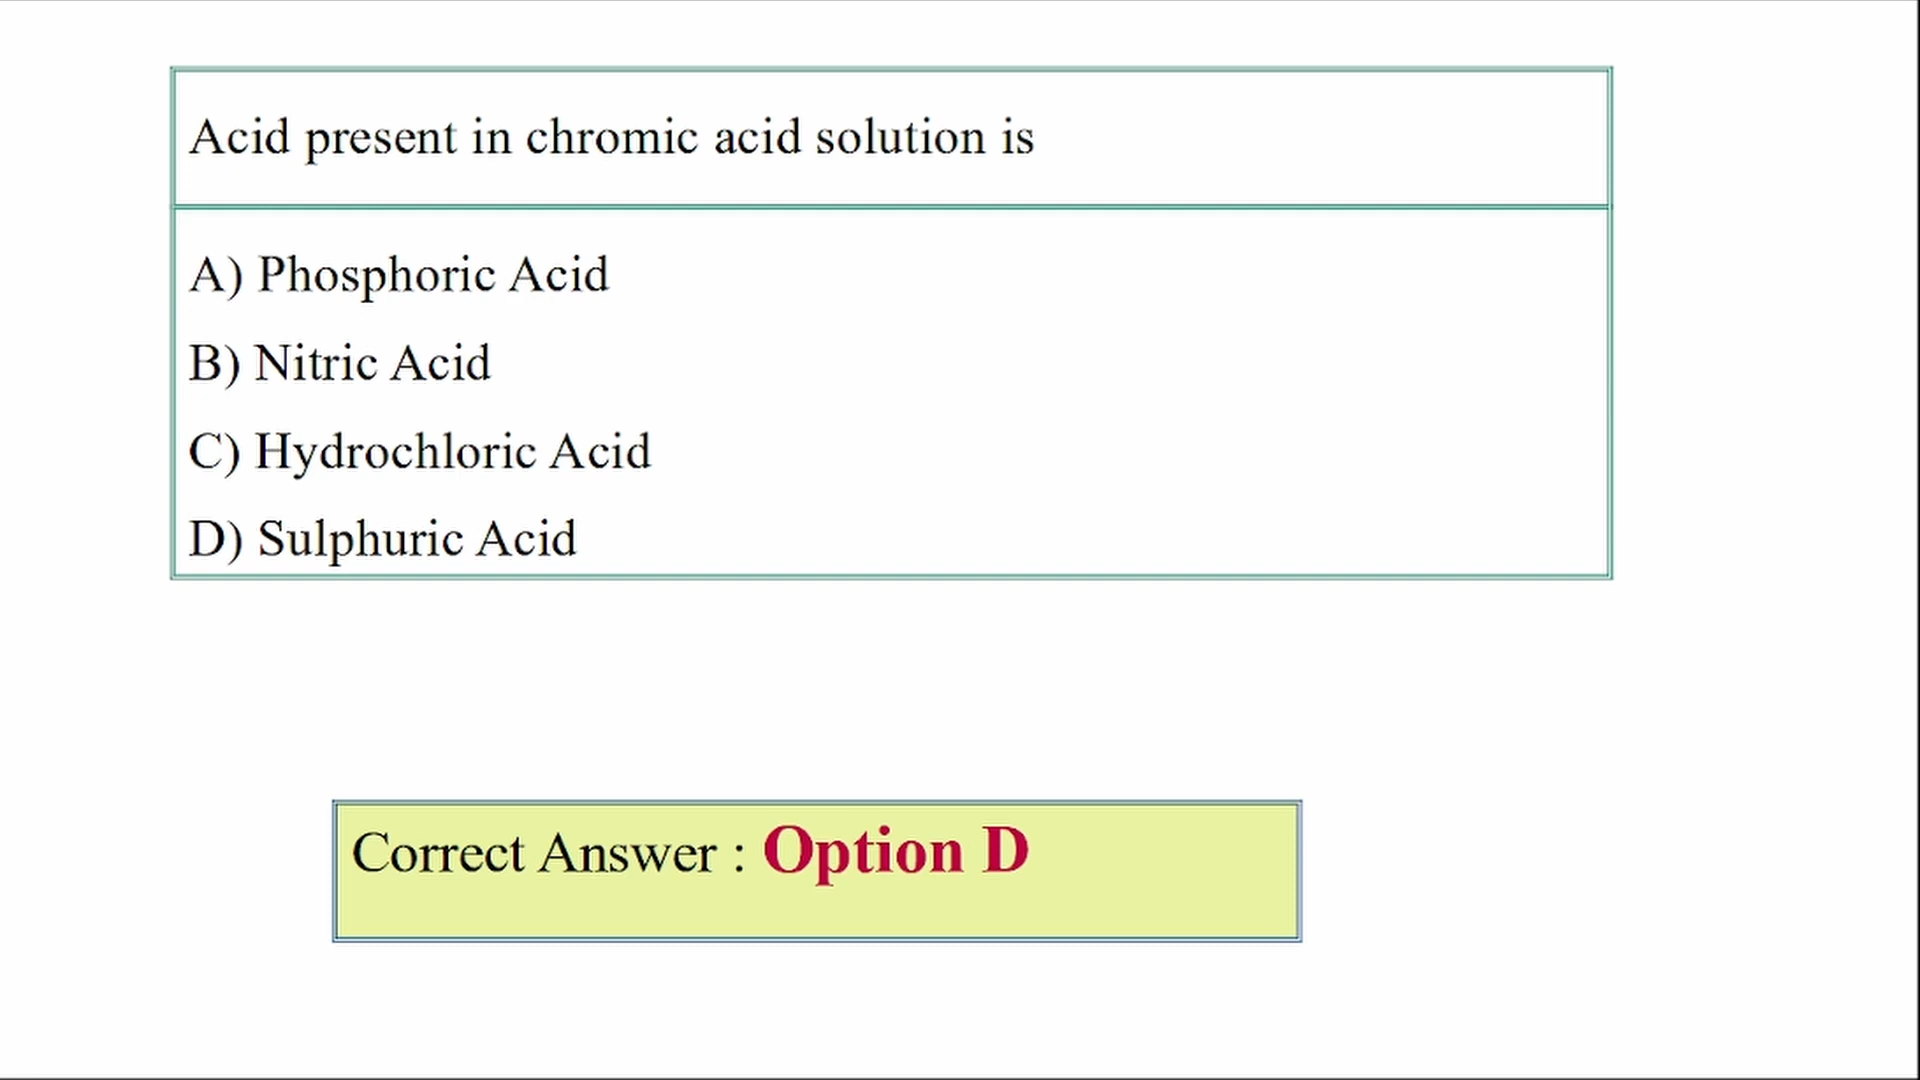 Acid present in chromic acid solution is
A) Phosphoric Acid
B) Nitric Acid
C) Hydrochloric Acid
D) Sulphuric Acid
Correct Answer : Option D